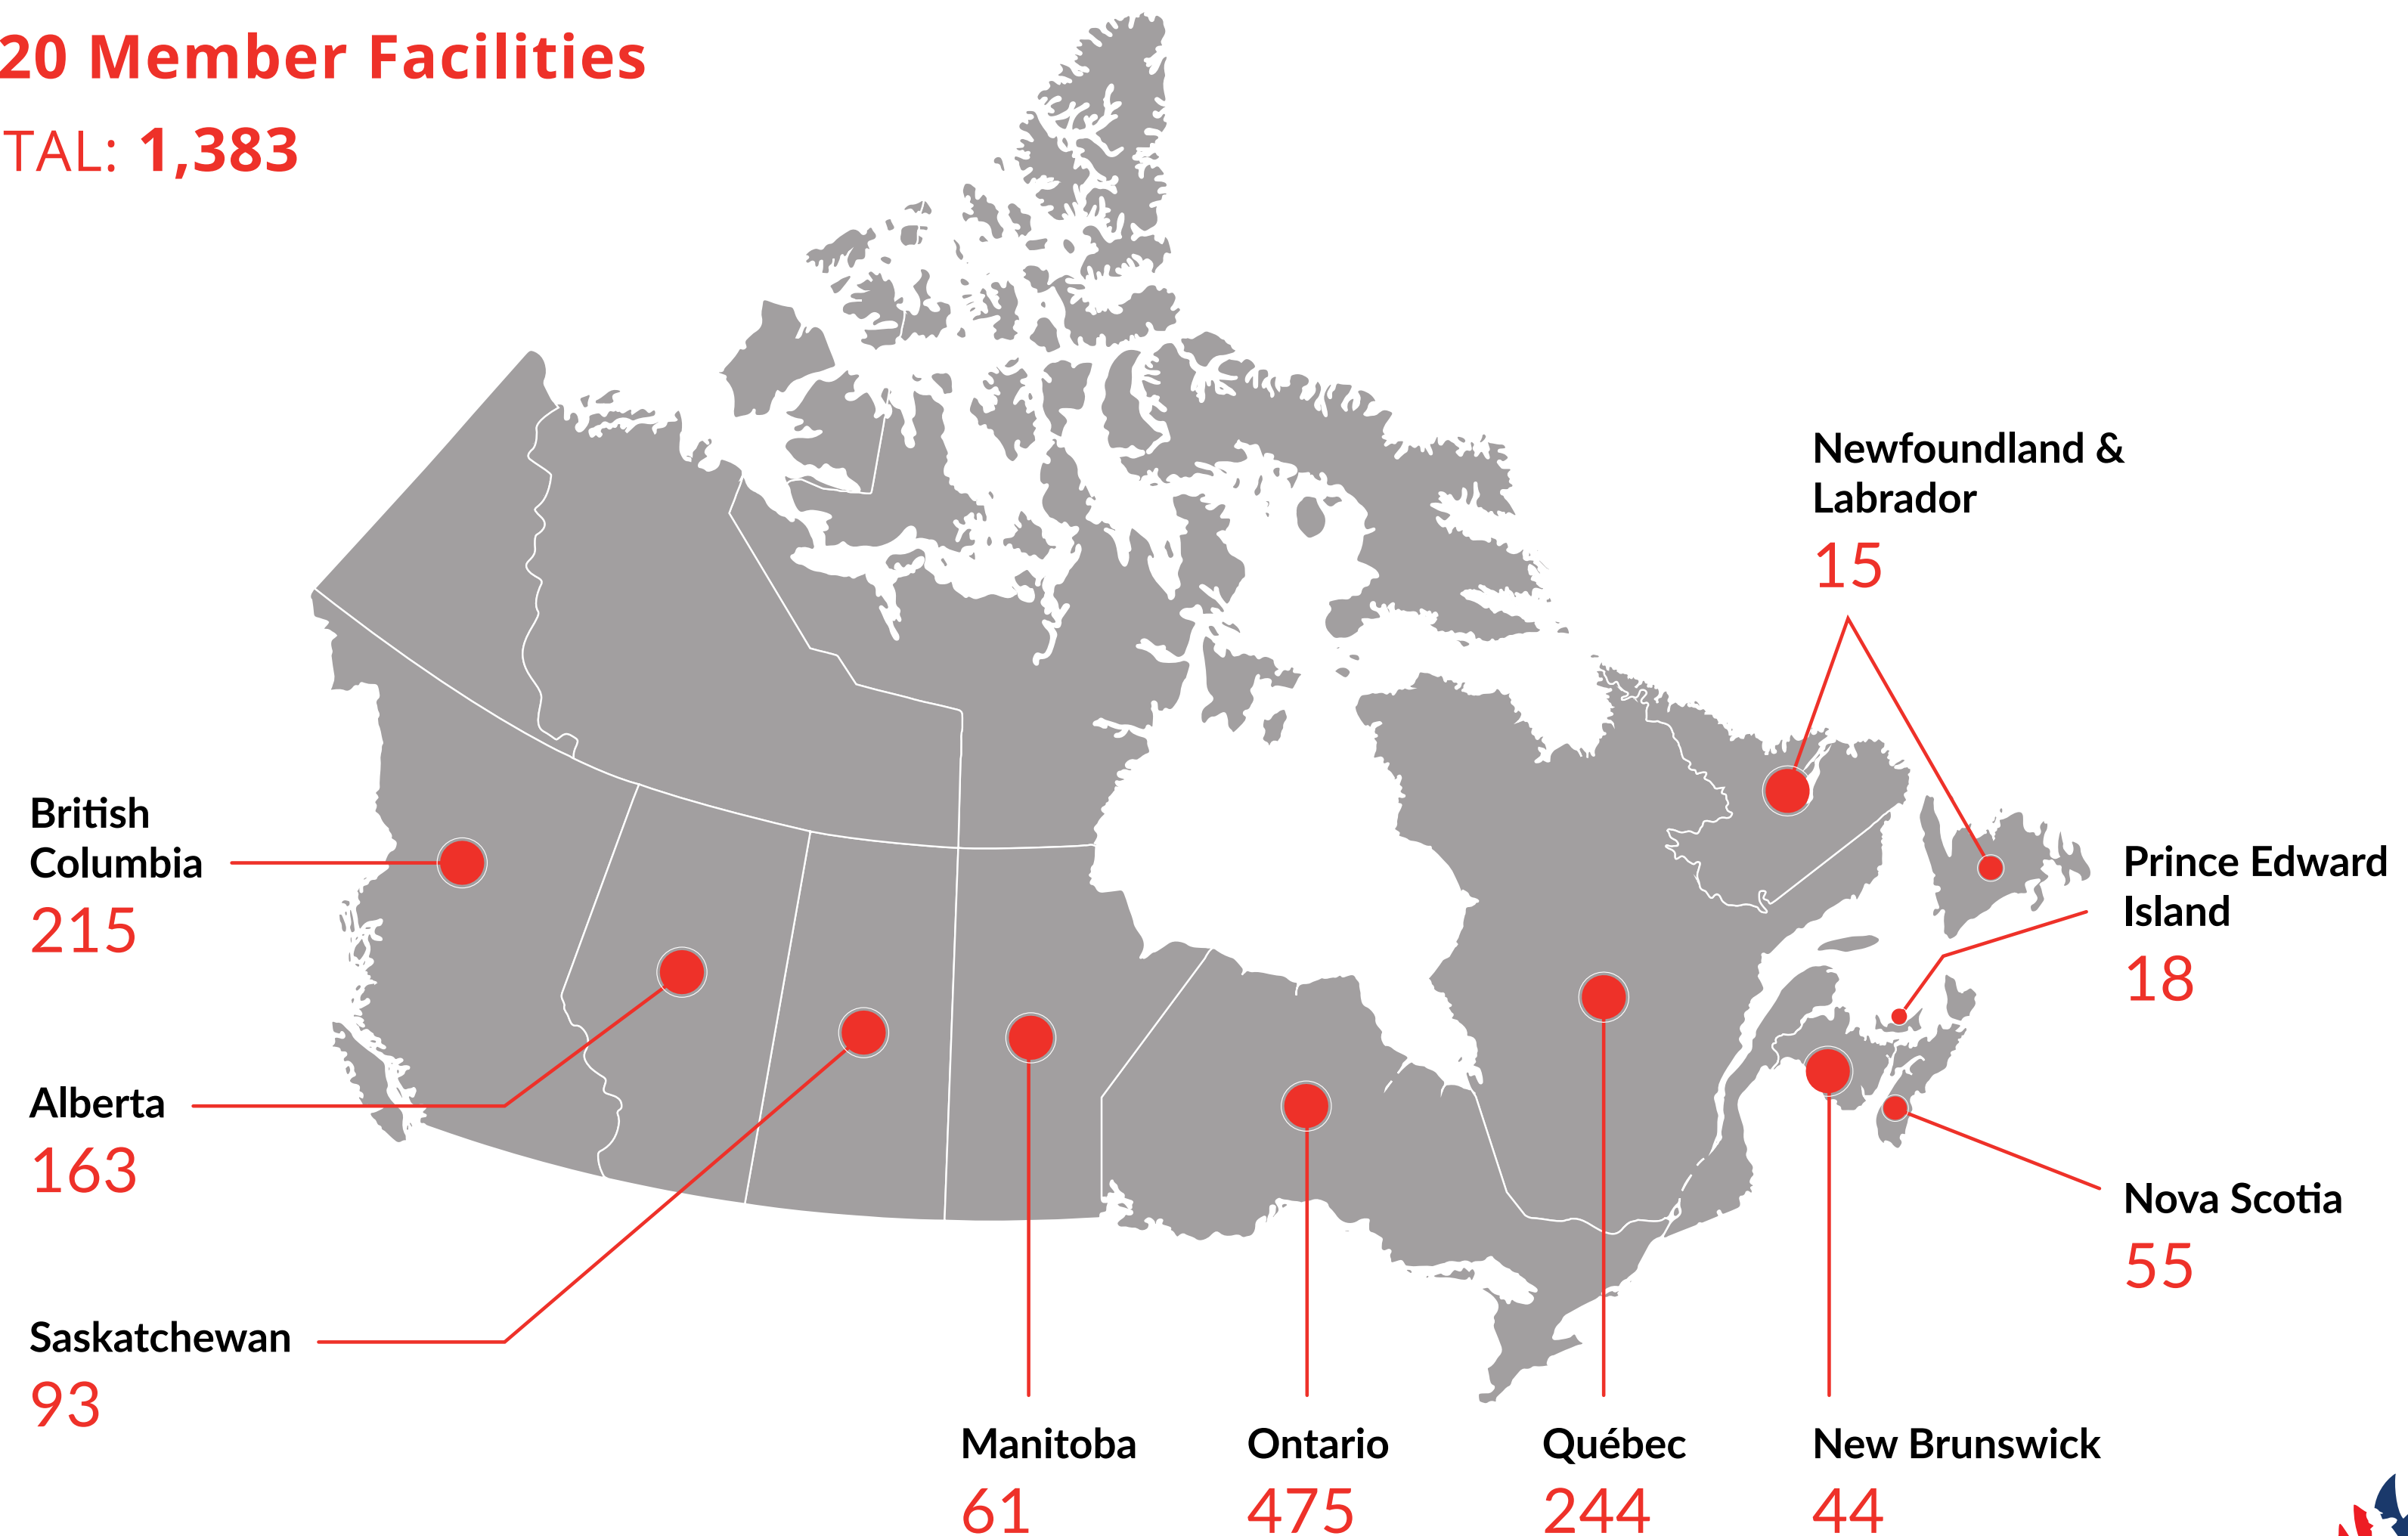 20 Member Facilities
TAL: 1,383
Newfoundland &
Labrador
15
British
Columbia
215
Prince Edward
Island
18
Alberta
163
Nova Scotia
55
Saskatchewan
93
Manitoba
61
Ontario
475
Québec
244
New Brunswick
44